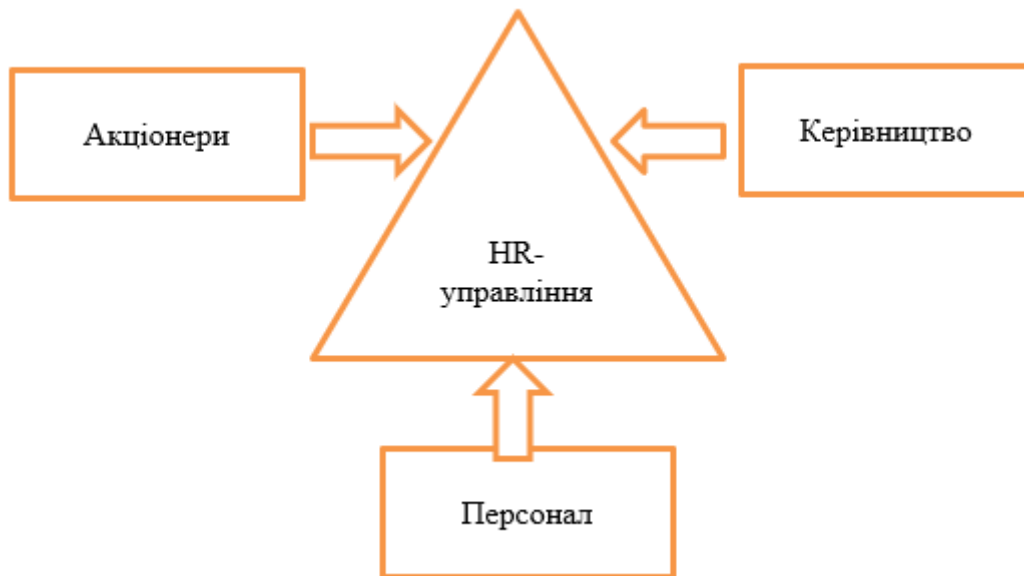 Акціонери
Керівництво
HR-
управління
Персонал